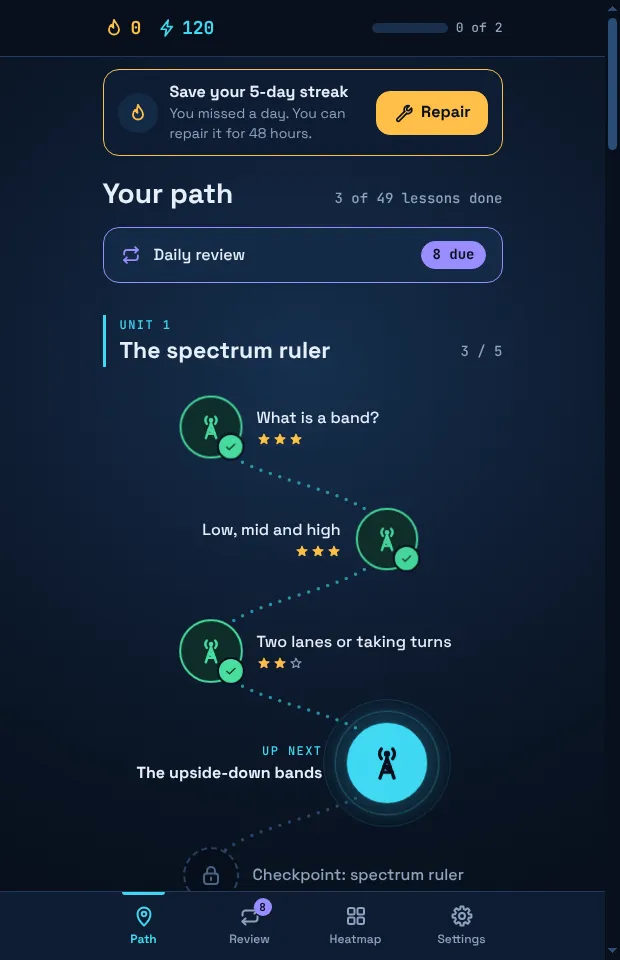 0
120
0 of 2
Save your 5-day streak
You missed a day. You can
repair it for 48 hours.
Repair
Your path
3 of 49 lessons done
Daily review
8 due
UNIT 1
The spectrum ruler
3 / 5
What is a band?
Low, mid and high
Two lanes or taking turns
UP NEXT
The upside-down bands
Checkpoint: spectrum ruler
8
Path
Review
Heatmap
Settings